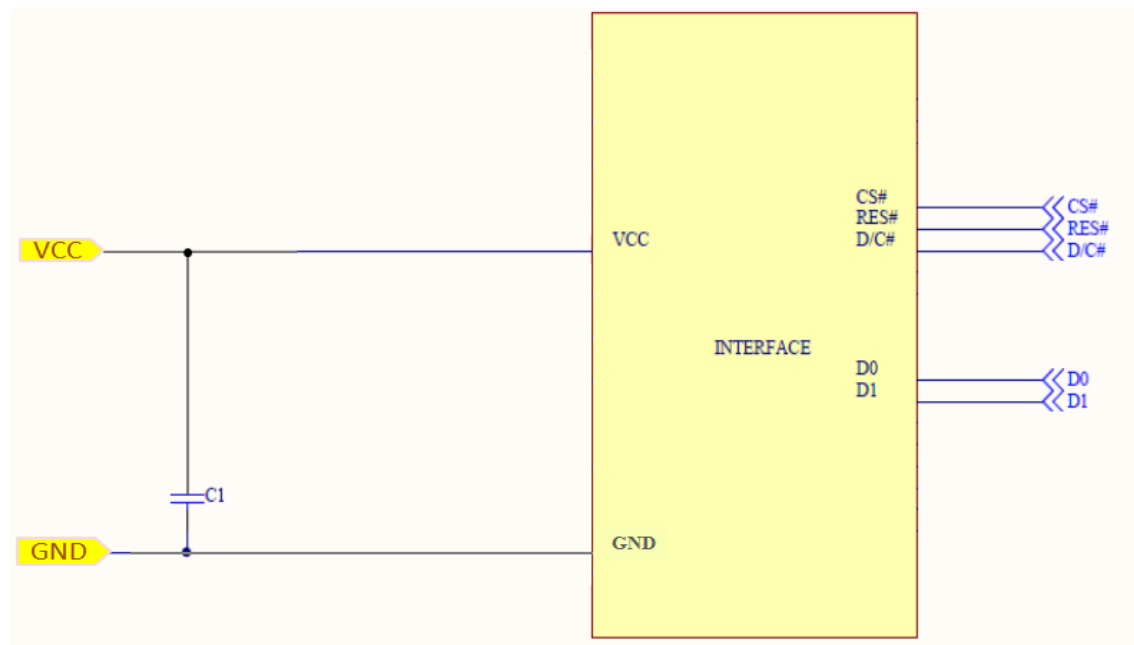 CS#
CS#
RES#
RES#
VCC
VCC
D/C#
D/C#
INTERFACE
D0
D0
D1
D1
C1
GND
GND